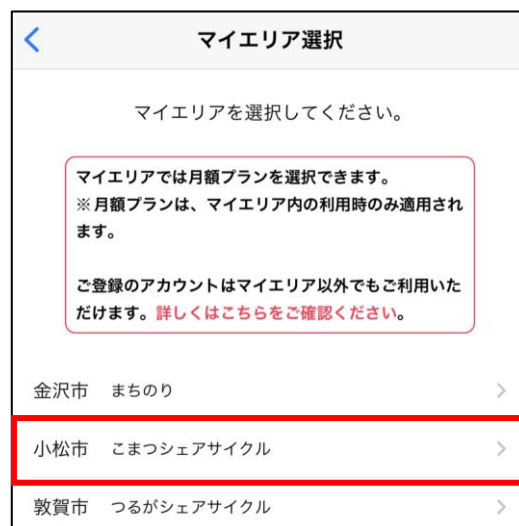 マイエリア選択
マイエリアを選択してください。
マイエリアでは月額プランを選択できます。
※月額プランは、マイエリア内の利用時のみ適用され
ます。
ご登録のアカウントはマイエリア以外でもご利用いた
だけます。詳しくはこちらをご確認ください。
金沢市 まちのり
小松市 こまつシェアサイクル
敦賀市 つるがシェアサイクル